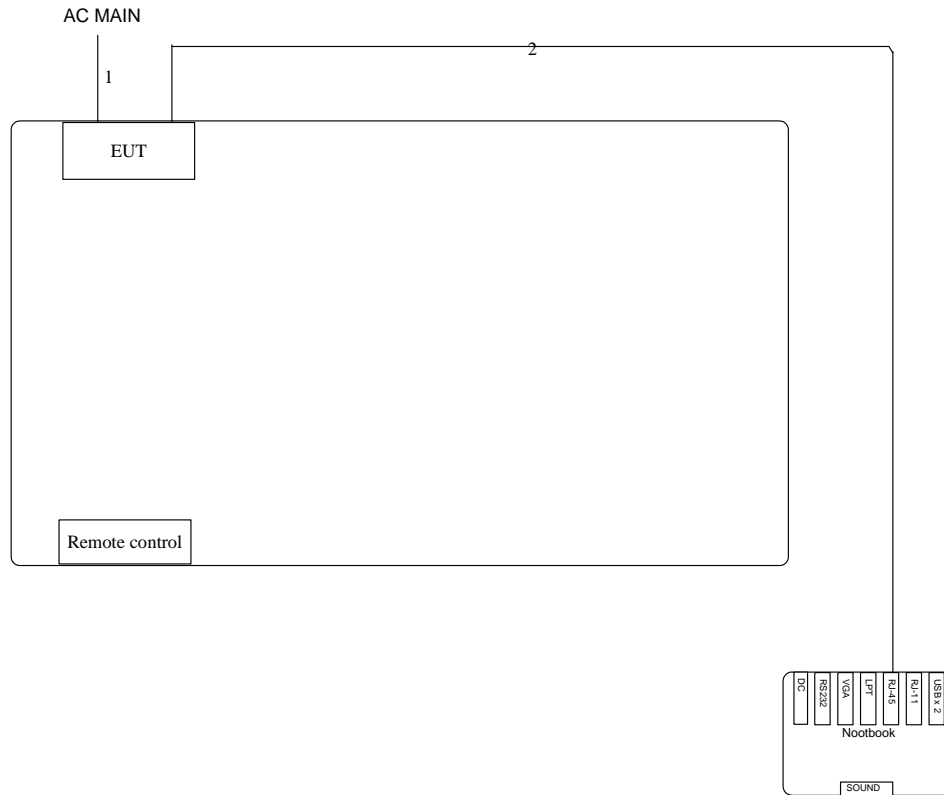 AC MAIN
2
1
EUT
Remote control
DC
RS232
VGA
LPT
RJ-45
RJ-11
USB x 2
Nootbook
SOUND